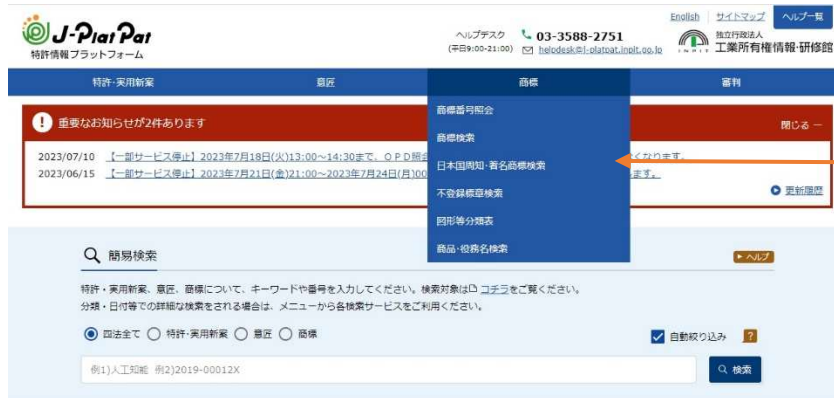 English サイトマップ ヘルプ一覧
J-PlatPat
特許情報プラットフォーム
ヘルプデスク 03-3588-2751
(平日9:00-21:00) helpdesk@j-platpat.inpit.go.jp
INPIT
独立行政法人
工業所有権情報・研修館
特許・実用新案 意匠 商標 審判
重要なお知らせが2件あります
閉じる
2023/07/10 【一部サービス停止】2023年7月18日(火)13:00~14:30まで、OPD照会
くなります。
2023/06/15 【一部サービス停止】2023年7月21日(金)21:00~2023年7月24日(月)00
ます。
更新履歴
商標番号照会
商標検索
日本国周知・著名商標検索
不登録標章検索
図形等分類表
商品・役務名検索
簡易検索
ヘルプ
特許・実用新案、意匠、商標について、キーワードや番号を入力してください。検索対象は コチラをご覧ください。
分類・日付等での詳細な検索をされる場合は、メニューから各検索サービスをご利用ください。
四法全て 特許・実用新案 意匠 商標
自動絞り込み ?
例1)人工知能 例2)2019-00012X
検索